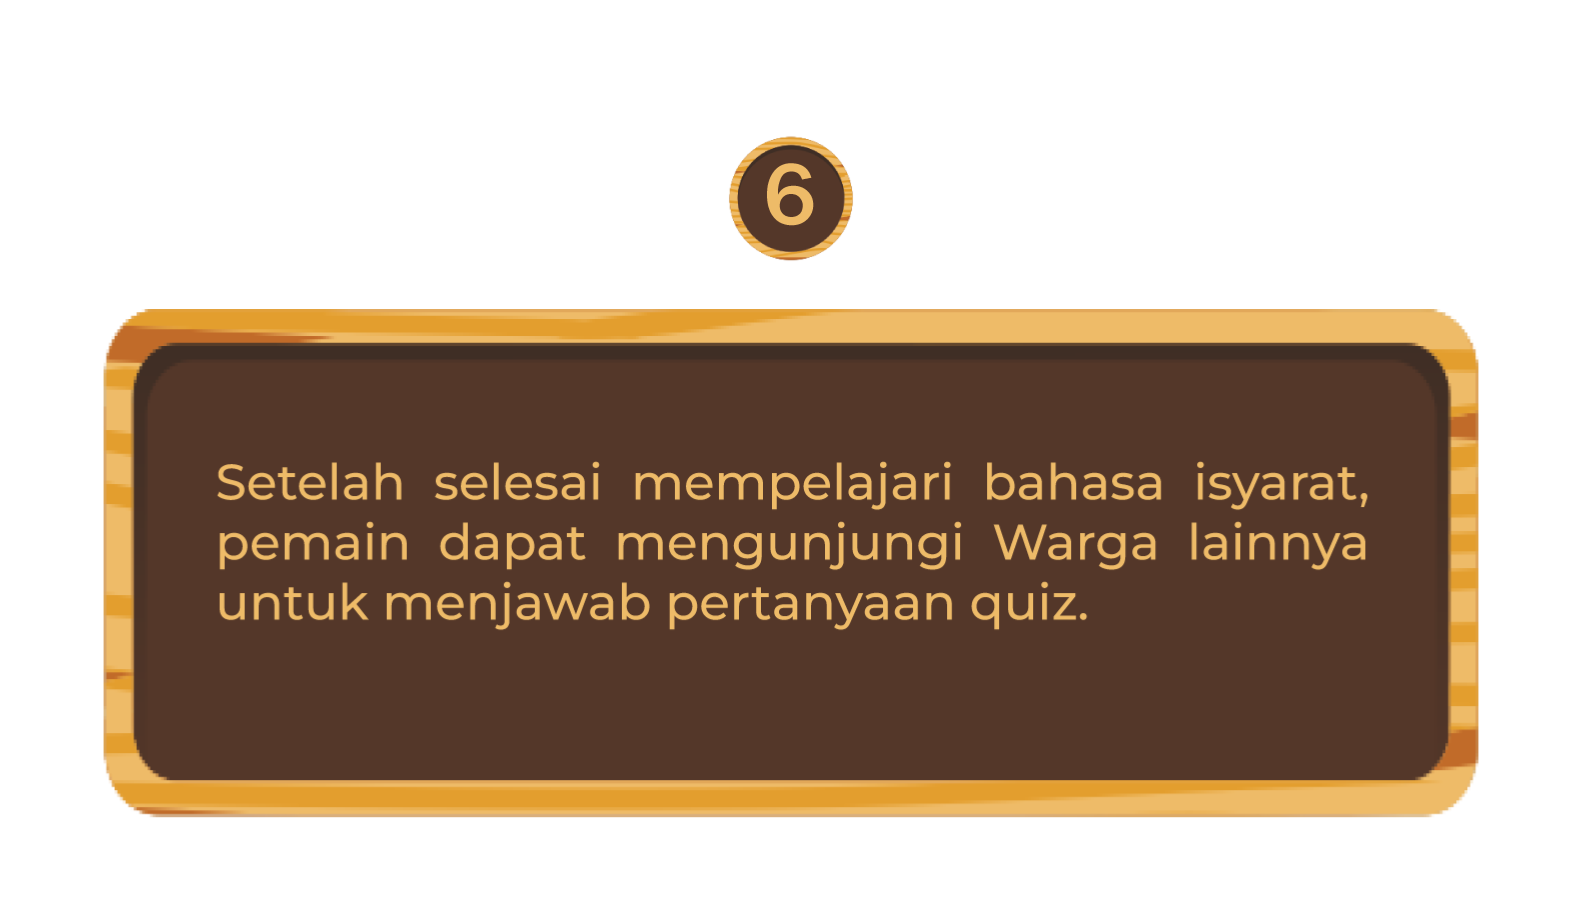 6
Setelah selesai mempelajari bahasa isyarat,
pemain dapat mengunjungi Warga lainnya
untuk menjawab pertanyaan quiz.